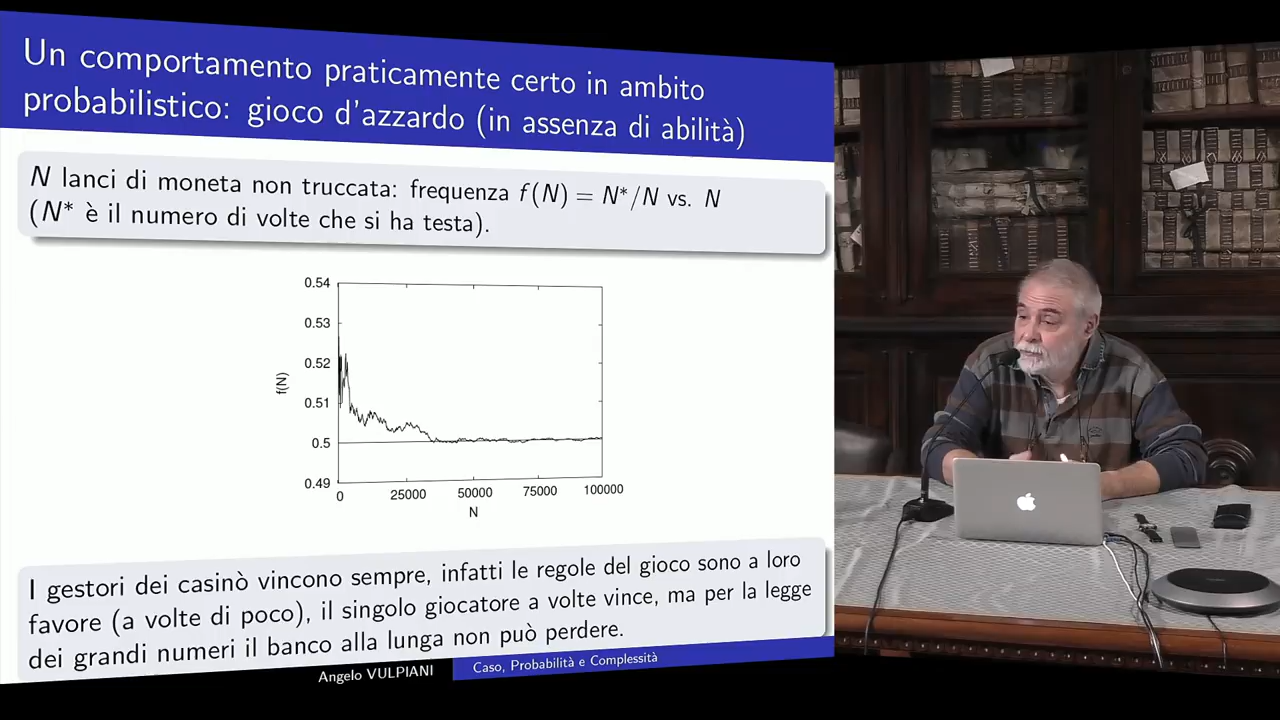 Un comportamento praticamente certo in ambito
probabilistico: gioco d'azzardo (in assenza di abilità)
N lanci di moneta non truccata: frequenza f(N) = N*/N vs. N
(N* è il numero di volte che si ha testa).
0.54
0.53
0.52
0.51
0.5
0.49
f(N)
0 25000 50000 75000 100000
N
I gestori dei casinò vincono sempre, infatti le regole del gioco sono a loro
favore (a volte di poco), il singolo giocatore a volte vince, ma per la legge
dei grandi numeri il banco alla lunga non può perdere.
Angelo VULPIANI Caso, Probabilità e Complessità